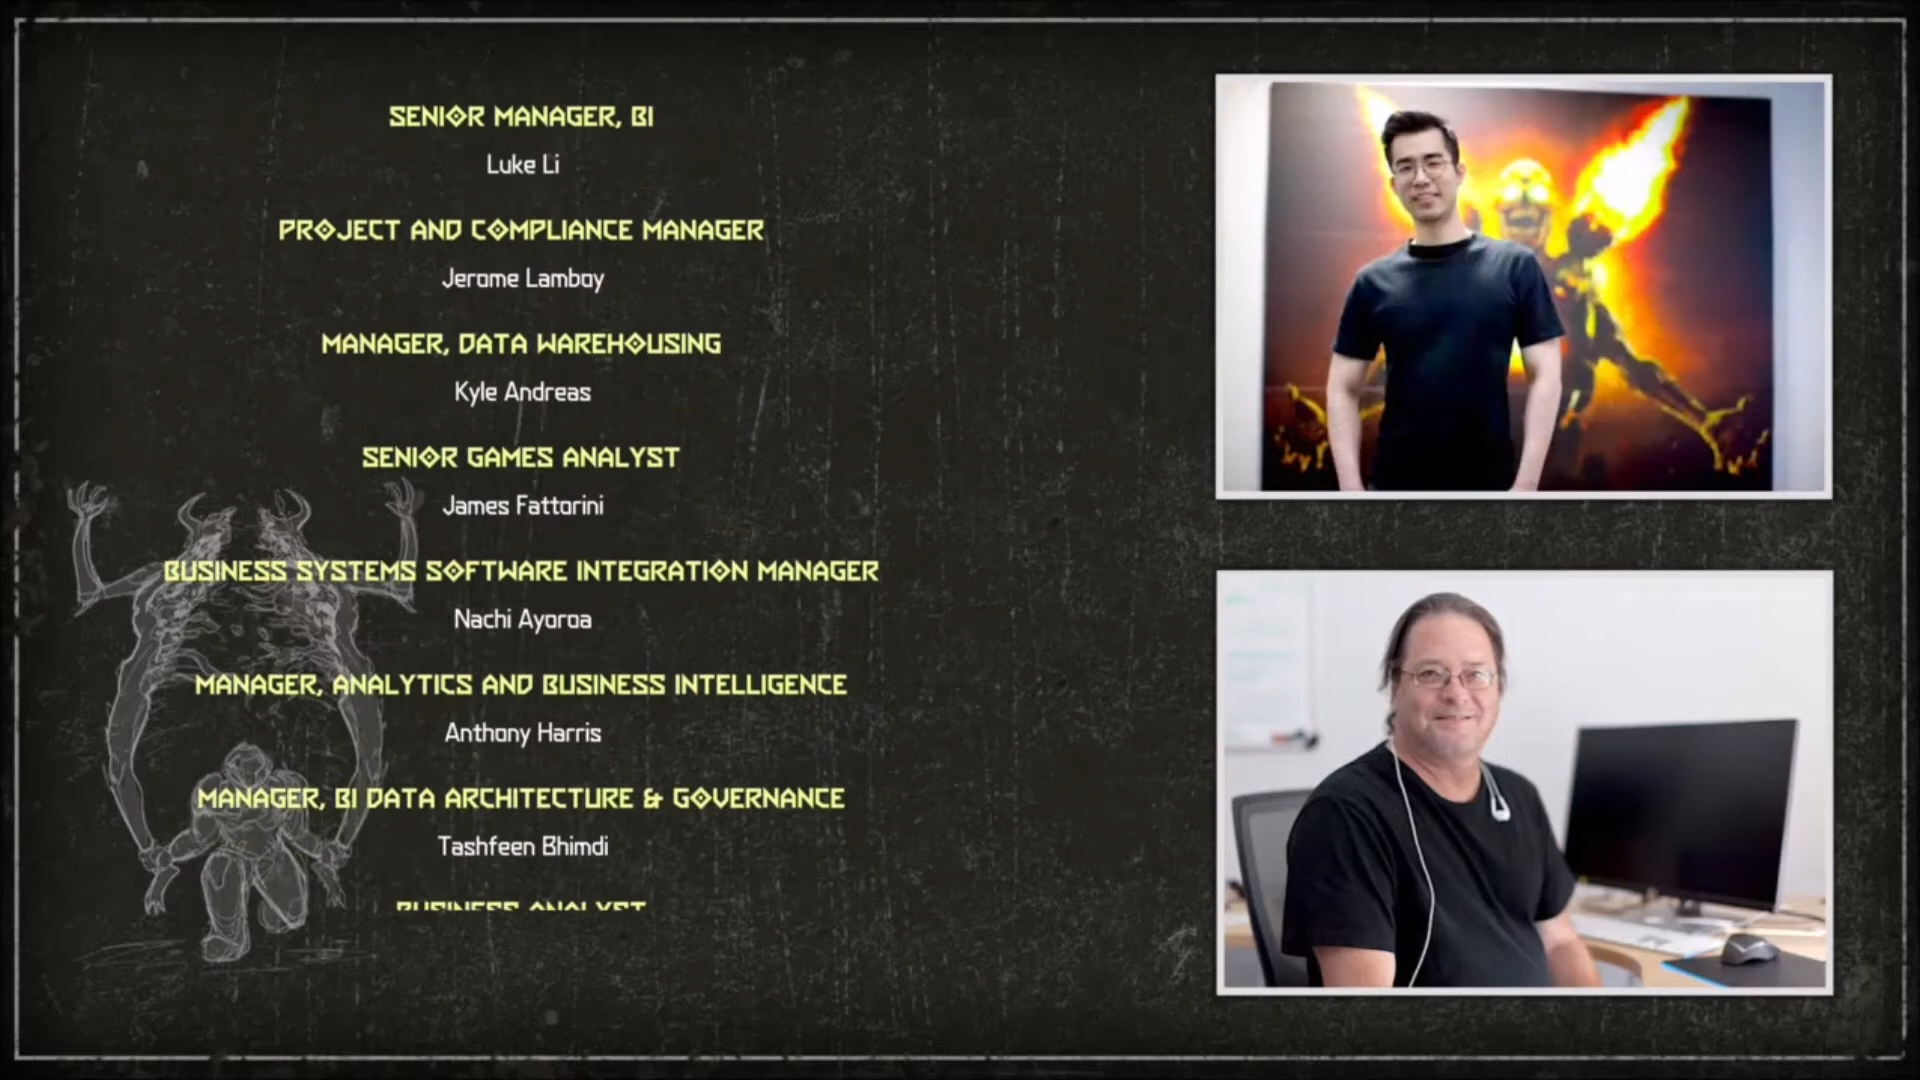 SENIOR MANAGER, BI
Luke Li
PROJECT AND COMPLIANCE MANAGER
Jerome Lamboy
MANAGER, DATA WAREHOUSING
Kyle Andreas
SENIOR GAMES ANALYST
James Fattorini
BUSINESS SYSTEMS SOFTWARE INTEGRATION MANAGER
Nachi Ayoroa
MANAGER, ANALYTICS AND BUSINESS INTELLIGENCE
Anthony Harris
MANAGER, BI DATA ARCHITECTURE & GOVERNANCE
Tashfeen Bhimdi
BUSINESS ANALYST